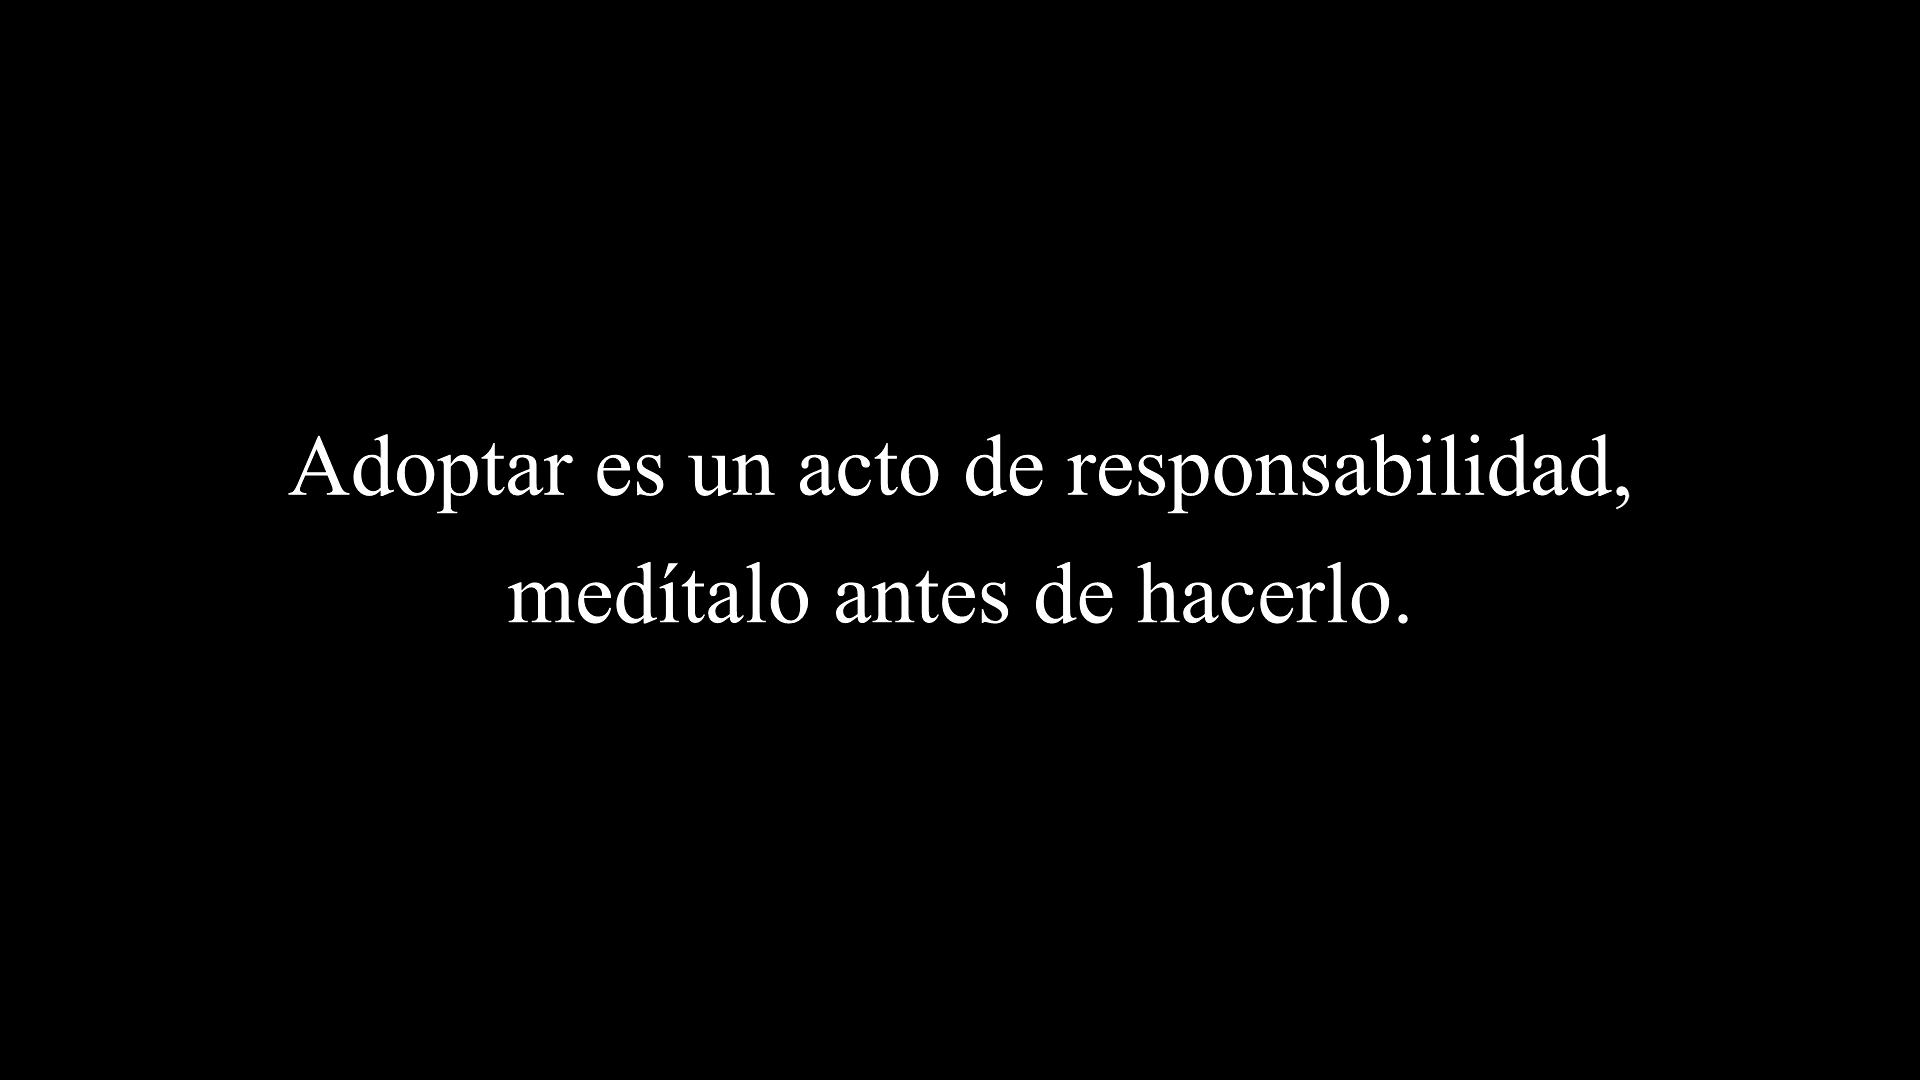 Adoptar es un acto de responsabilidad,
medítalo antes de hacerlo.